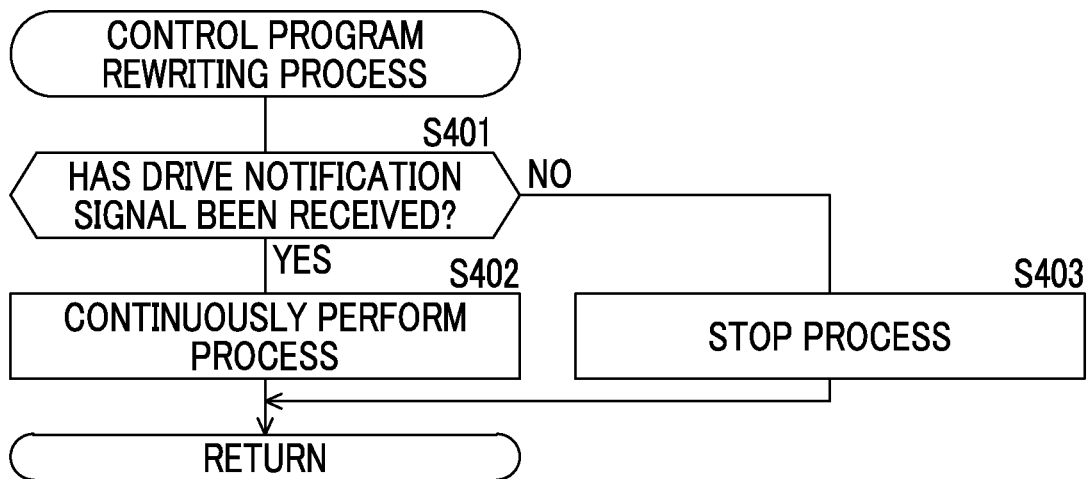 CONTROL PROGRAM
REWRITING PROCESS
S401
HAS DRIVE NOTIFICATION
SIGNAL BEEN RECEIVED?
NO
YES
S402
CONTINUOUSLY PERFORM
PROCESS
S403
STOP PROCESS
RETURN